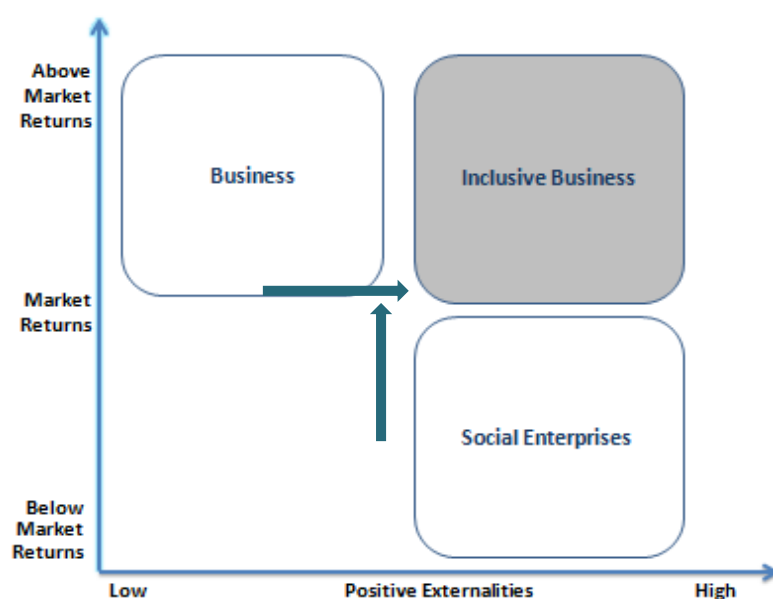 Above
Market
Returns
Business
Inclusive Business
Market
Returns
Social Enterprises
Below
Market
Returns
Low
Positive Externalities
High